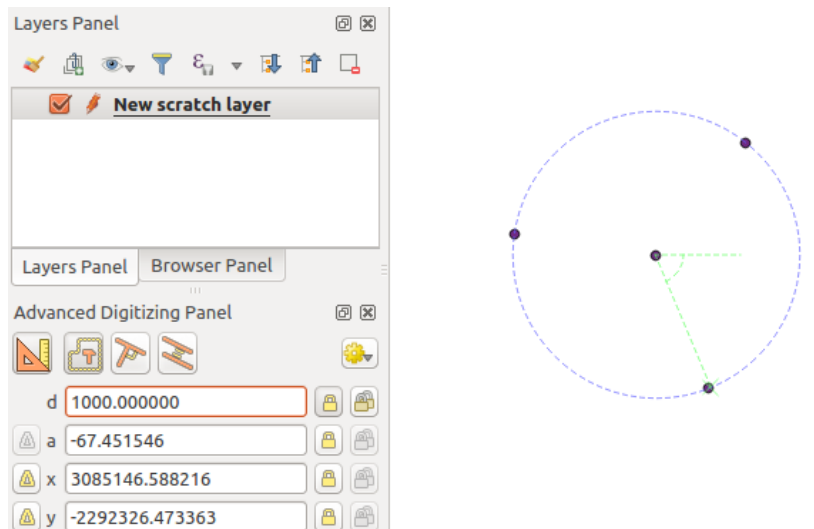 Layers Panel
New scratch layer
Layers Panel Browser Panel
Advanced Digitizing Panel
d 1000.000000
a -67.451546
x 3085146.588216
y -2292326.473363